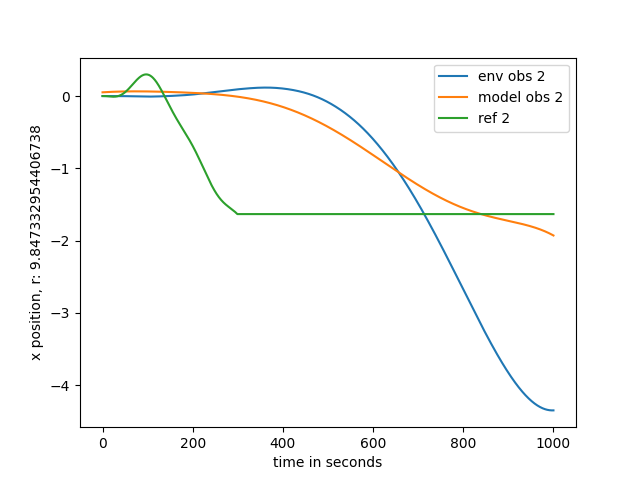 env obs 2
model obs 2
ref 2
0
−1
−2
−3
−4
x position, r: 9.847332954406738
0 200 400 600 800 1000
time in seconds